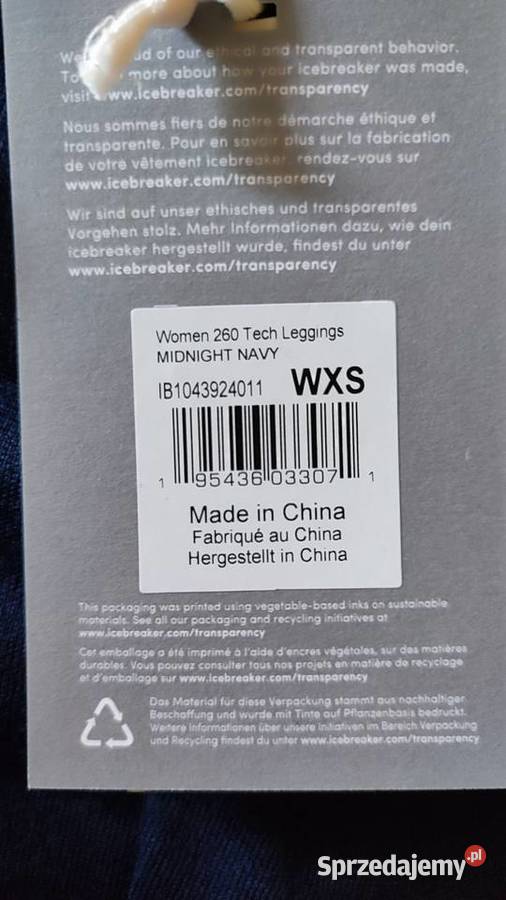 We ud of our ethical and transparent behavior.
To more about how your icebreaker was made,
visit www.icebreaker.com/transparency
Nous sommes fiers de notre démarche éthique et
transparente. Pour en savoir plus sur la fabrication
de votre vêtement icebreaker, rendez-vous sur
www.icebreaker.com/transparency
Wir sind auf unser ethisches und transparentes
Vorgehen stolz. Mehr Informationen dazu, wie dein
icebreaker hergestellt wurde, findest du unter
www.icebreaker.com/transparency
Women 260 Tech Leggings
MIDNIGHT NAVY
IB1043924011 WXS
1 95436 03307 1
Made in China
Fabriqué au China
Hergestellt in China
This packaging was printed using vegetable-based inks on sustainable
materials. See all our packaging and recycling initiatives at
www.icebreaker.com/transparency
Cet emballage a été imprimé à l'aide d'encres végétales, sur des matières
durables. Vous pouvez consulter tous nos projets en matière de recyclage
et d'emballage sur www.icebreaker.com/transparency
Das Material für diese Verpackung stammt aus nachhaltiger
Beschaffung und wurde mit Tinte auf Pflanzenbasis bedruckt.
Weitere Informationen über unsere Initiativen im Bereich Verpackung
und Recycling findest du unter www.icebreaker.com/transparency
Sprzedajemy.pl